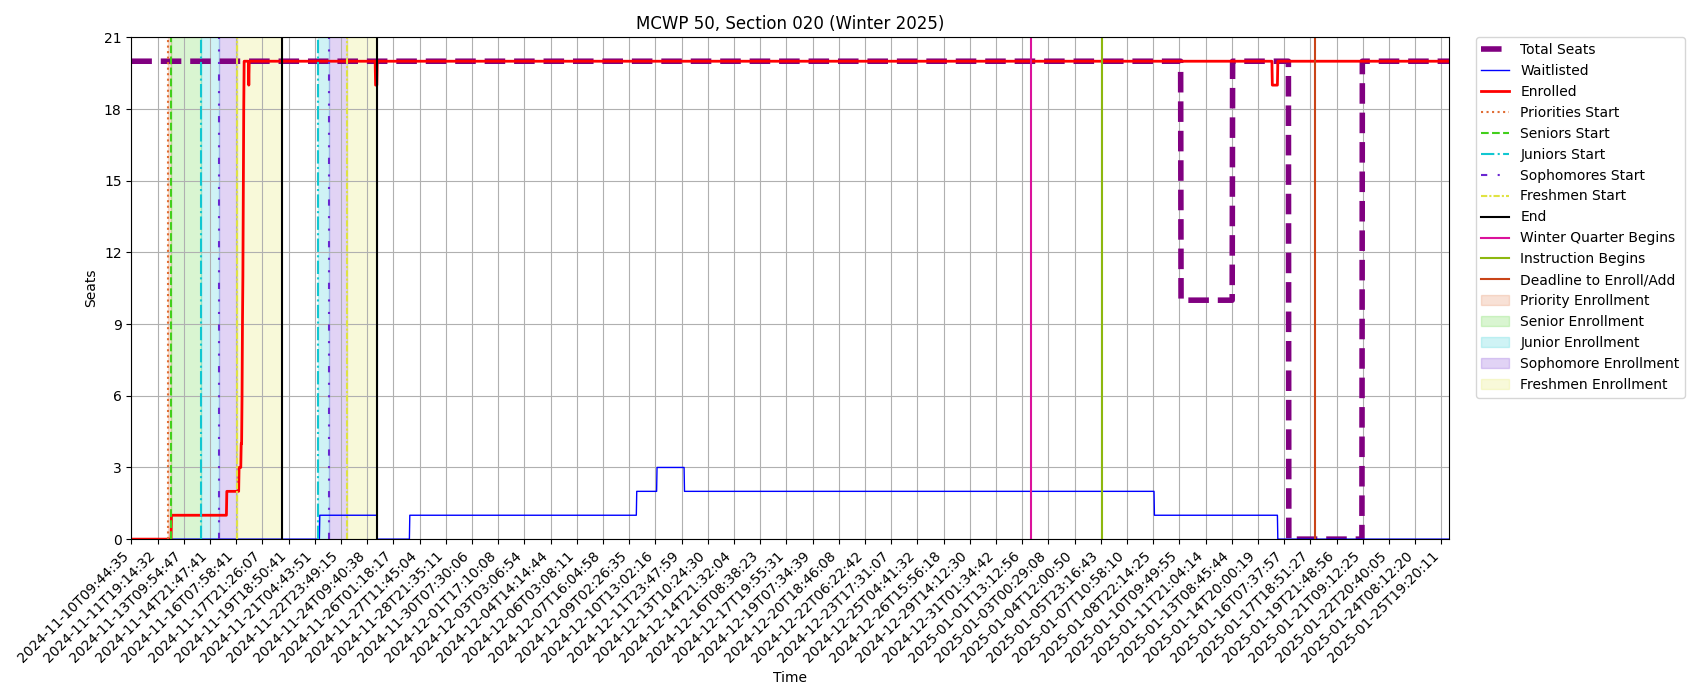 MCWP 50, Section 020 (Winter 2025)
21
18
15
12
9
6
3
0
Seats
2024-11-10T09:44:35
2024-11-11T19:14:32
2024-11-13T09:54:47
2024-11-14T21:47:41
2024-11-16T07:58:41
2024-11-17T21:26:07
2024-11-19T18:50:41
2024-11-21T04:43:51
2024-11-22T23:49:15
2024-11-24T09:40:38
2024-11-26T01:18:17
2024-11-27T11:45:04
2024-11-28T21:35:11
2024-11-30T07:30:06
2024-12-01T17:10:08
2024-12-03T03:06:54
2024-12-04T14:14:44
2024-12-06T03:08:11
2024-12-07T16:04:58
2024-12-09T02:26:35
2024-12-10T13:02:16
2024-12-11T23:47:59
2024-12-13T10:24:30
2024-12-14T21:32:04
2024-12-16T08:38:23
2024-12-17T19:55:31
2024-12-19T07:34:39
2024-12-20T18:46:08
2024-12-22T06:22:42
2024-12-23T17:31:07
2024-12-25T04:41:32
2024-12-26T15:56:18
2024-12-29T14:12:30
2024-12-31T01:34:42
2025-01-01T13:12:56
2025-01-03T00:29:08
2025-01-04T12:00:50
2025-01-05T23:16:43
2025-01-07T10:58:10
2025-01-08T22:14:25
2025-01-10T09:49:55
2025-01-11T21:04:14
2025-01-13T08:45:44
2025-01-14T20:00:19
2025-01-16T07:37:57
2025-01-17T18:51:27
2025-01-19T21:48:56
2025-01-21T09:12:25
2025-01-22T20:40:05
2025-01-24T08:12:20
2025-01-25T19:20:11
Time
Total Seats
Waitlisted
Enrolled
Priorities Start
Seniors Start
Juniors Start
Sophomores Start
Freshmen Start
End
Winter Quarter Begins
Instruction Begins
Deadline to Enroll/Add
Priority Enrollment
Senior Enrollment
Junior Enrollment
Sophomore Enrollment
Freshmen Enrollment